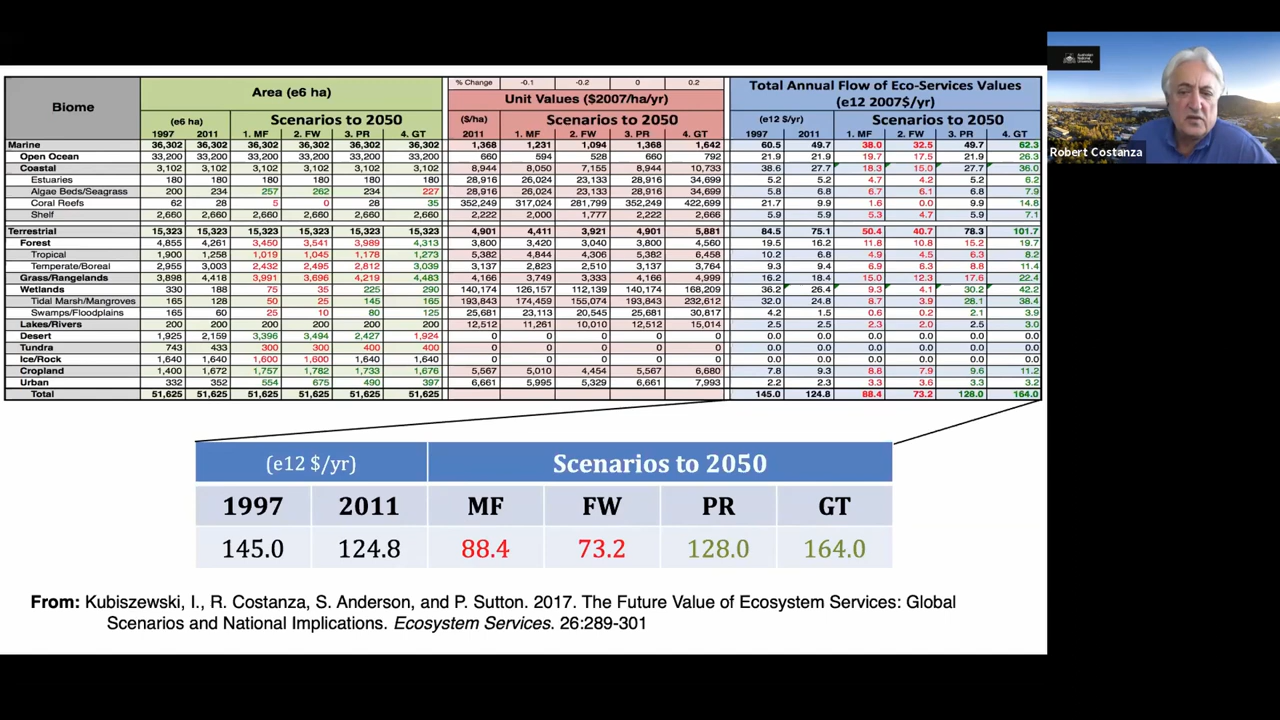 Biome Area (e6 ha) % Change -0.1 -0.2 0 0.2 Total Annual Flow of Eco-Services Values
Unit Values ($2007/ha/yr) (e12 2007$/yr)
(e6 ha) Scenarios to 2050 ($/ha) Scenarios to 2050 (e12 $/yr) Scenarios to 2050
1997 2011 1. MF 2. FW 3. PR 4. GT 2011 1. MF 2. FW 3. PR 4. GT 1997 2011 1. MF 2. FW 3. PR 4. GT
Marine 36,302 36,302 36,302 36,302 36,302 36,302 1,368 1,231 1,094 1,368 1,642 60.5 49.7 38.0 32.5 49.7 62.3
Open Ocean 33,200 33,200 33,200 33,200 33,200 33,200 660 594 528 660 792 21.9 21.9 19.7 17.5 21.9 26.3
Coastal 3,102 3,102 3,102 3,102 3,102 3,102 8,944 8,050 7,155 8,944 10,733 38.6 27.7 18.3 15.0 27.7 36.0
Estuaries 180 180 180 180 180 180 28,916 26,024 23,133 28,916 34,699 5.2 5.2 4.7 4.2 5.2 6.2
Algae Beds/Seagrass 200 234 257 262 234 227 28,916 26,024 23,133 28,916 34,699 5.8 6.8 6.7 6.1 6.8 7.9
Coral Reefs 62 28 5 0 28 35 352,249 317,024 281,799 352,249 422,699 21.7 9.9 1.6 0.0 9.9 14.8
Shelf 2,660 2,660 2,660 2,660 2,660 2,660 2,222 2,000 1,777 2,222 2,666 5.9 5.9 5.3 4.7 5.9 7.1
Terrestrial 15,323 15,323 15,323 15,323 15,323 15,323 4,901 4,411 3,921 4,901 5,881 84.5 75.1 50.4 40.7 78.3 101.7
Forest 4,855 4,261 3,450 3,541 3,989 4,313 3,800 3,420 3,040 3,800 4,560 19.5 16.2 11.8 10.8 15.2 19.7
Tropical 1,900 1,258 1,019 1,045 1,178 1,273 5,382 4,844 4,306 5,382 6,458 10.2 6.8 4.9 4.5 6.3 8.2
Temperate/Boreal 2,955 3,003 2,432 2,495 2,812 3,039 3,137 2,823 2,510 3,137 3,764 9.3 9.4 6.9 6.3 8.8 11.4
Grass/Rangelands 3,898 4,418 3,991 3,696 4,219 4,483 4,166 3,749 3,333 4,166 4,999 16.2 18.4 15.0 12.3 17.6 22.4
Wetlands 330 188 75 35 225 290 140,174 126,157 112,139 140,174 168,209 36.2 26.4 9.3 4.1 30.2 42.2
Tidal Marsh/Mangroves 165 128 50 25 145 165 193,843 174,459 155,074 193,843 232,612 32.0 24.8 8.7 3.9 28.1 38.4
Swamps/Floodplains 165 60 25 10 80 125 25,681 23,113 20,545 25,681 30,817 4.2 1.5 0.6 0.2 2.1 3.9
Lakes/Rivers 200 200 200 200 200 200 12,512 11,261 10,010 12,512 15,014 2.5 2.5 2.3 2.0 2.5 3.0
Desert 1,925 2,159 3,396 3,494 2,427 1,924 0 0 0 0 0 0.0 0.0 0.0 0.0 0.0 0.0
Tundra 743 433 300 300 400 400 0 0 0 0 0 0.0 0.0 0.0 0.0 0.0 0.0
Ice/Rock 1,640 1,640 1,600 1,600 1,640 1,640 0 0 0 0 0 0.0 0.0 0.0 0.0 0.0 0.0
Cropland 1,400 1,672 1,757 1,782 1,733 1,676 5,567 5,010 4,454 5,567 6,680 7.8 9.3 8.8 7.9 9.6 11.2
Urban 332 352 554 675 490 397 6,661 5,995 5,329 6,661 7,993 2.2 2.3 3.3 3.6 3.3 3.2
Total 51,625 51,625 51,625 51,625 51,625 51,625 145.0 124.8 88.4 73.2 128.0 164.0
(e12 $/yr) Scenarios to 2050
1997 2011 MF FW PR GT
145.0 124.8 88.4 73.2 128.0 164.0
From: Kubiszewski, I., R. Costanza, S. Anderson, and P. Sutton. 2017. The Future Value of Ecosystem Services: Global
Scenarios and National Implications. Ecosystem Services. 26:289-301
Australian
National
University
Robert Costanza